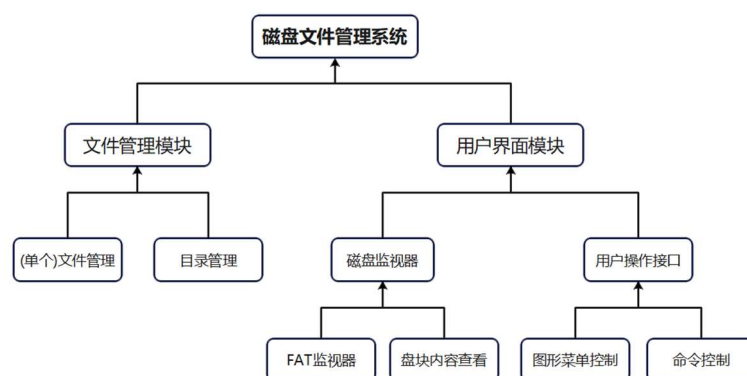 磁盘文件管理系统
文件管理模块
用户界面模块
(单个)文件管理
目录管理
磁盘监视器
用户操作接口
FAT监视器
盘块内容查看
图形菜单控制
命令控制